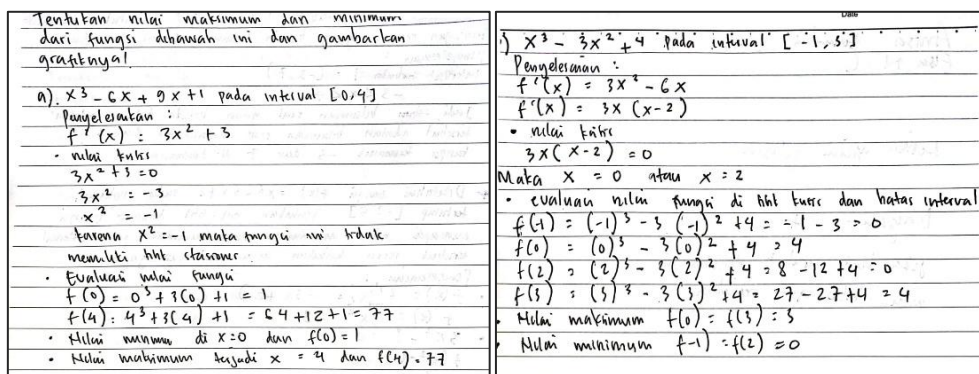 Tentukan nilai maksimum dan minimum
dari fungsi dibawah ini dan gambarkan
grafiknya!
a). x³ - 6x + 9x + 1 pada interval [0,4]
Penyelesaikan :
f'(x) : 3x² + 3
• nilai kritis
3x² + 3 = 0
3x² = -3
x² = -1
karena x² = -1 maka fungsi ini tidak
memiliki titik stasioner
• Evaluasi nilai fungsi
f(0) = 0³ + 3(0) + 1 = 1
f(4) : 4³ + 3(4) + 1 = 64 + 12 + 1 = 77
• Nilai minimum di x = 0 dan f(0) = 1
• Nilai maksimum terjadi x = 4 dan f(4) = 77
Date
) x³ - 3x² + 4 pada interval [-1, 3]
Penyelesaian :
f'(x) = 3x² - 6x
f'(x) = 3x (x-2)
• nilai kritis
3x (x-2) = 0
Maka x = 0 atau x = 2
• evaluasi nilai fungsi di titik kritis dan batas interval
f(-1) = (-1)³ - 3 (-1)² + 4 = -1 - 3 = 0
f(0) = (0)³ - 3(0)² + 4 = 4
f(2) = (2)³ - 3(2)² + 4 = 8 - 12 + 4 = 0
f(3) : (3)³ - 3(3)² + 4 = 27 - 27 + 4 = 4
• Nilai maksimum f(0) = f(3) = 3
• Nilai minimum f-1) = f(2) = 0